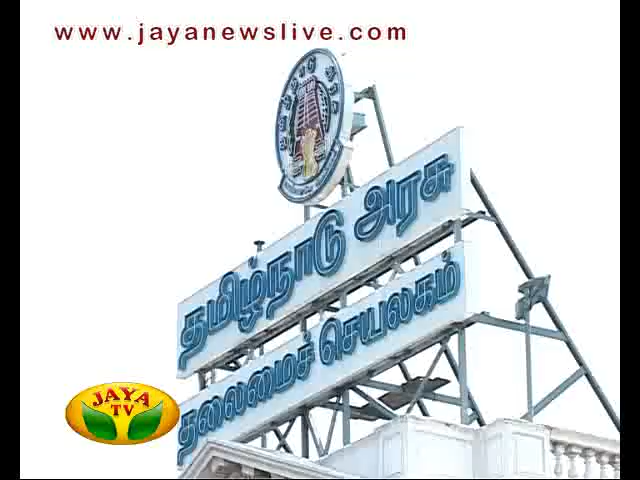 www.jayanewslive.com
தமிழ்நாடு அரசு
தலைமைச் செயலகம்
JAYA
TV